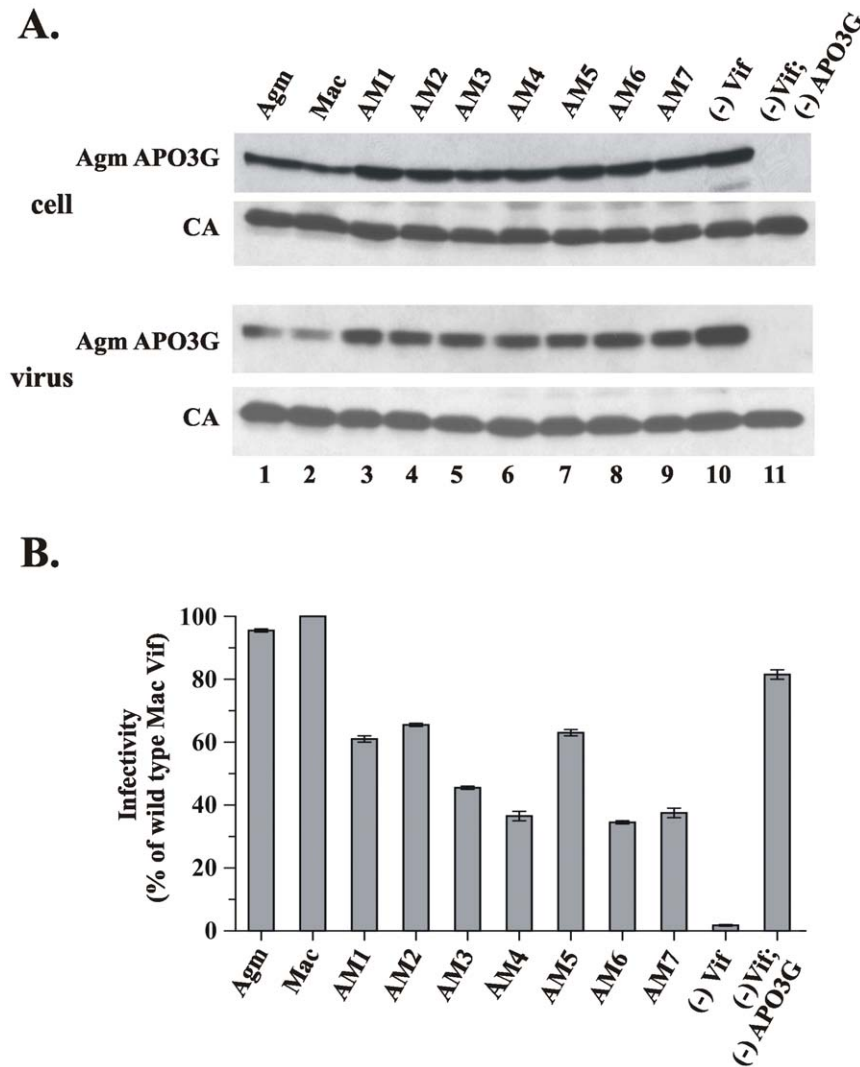 A.
Agm Mac AM1 AM2 AM3 AM4 AM5 AM6 AM7 (-) Vif (-)Vif;
(-) APO3G
Agm APO3G
cell
CA
Agm APO3G
virus
CA
1 2 3 4 5 6 7 8 9 10 11
B.
Infectivity
(% of wild type Mac Vif)
100
80
60
40
20
0
Agm Mac AM1 AM2 AM3 AM4 AM5 AM6 AM7 (-) Vif (-)Vif;
(-) APO3G